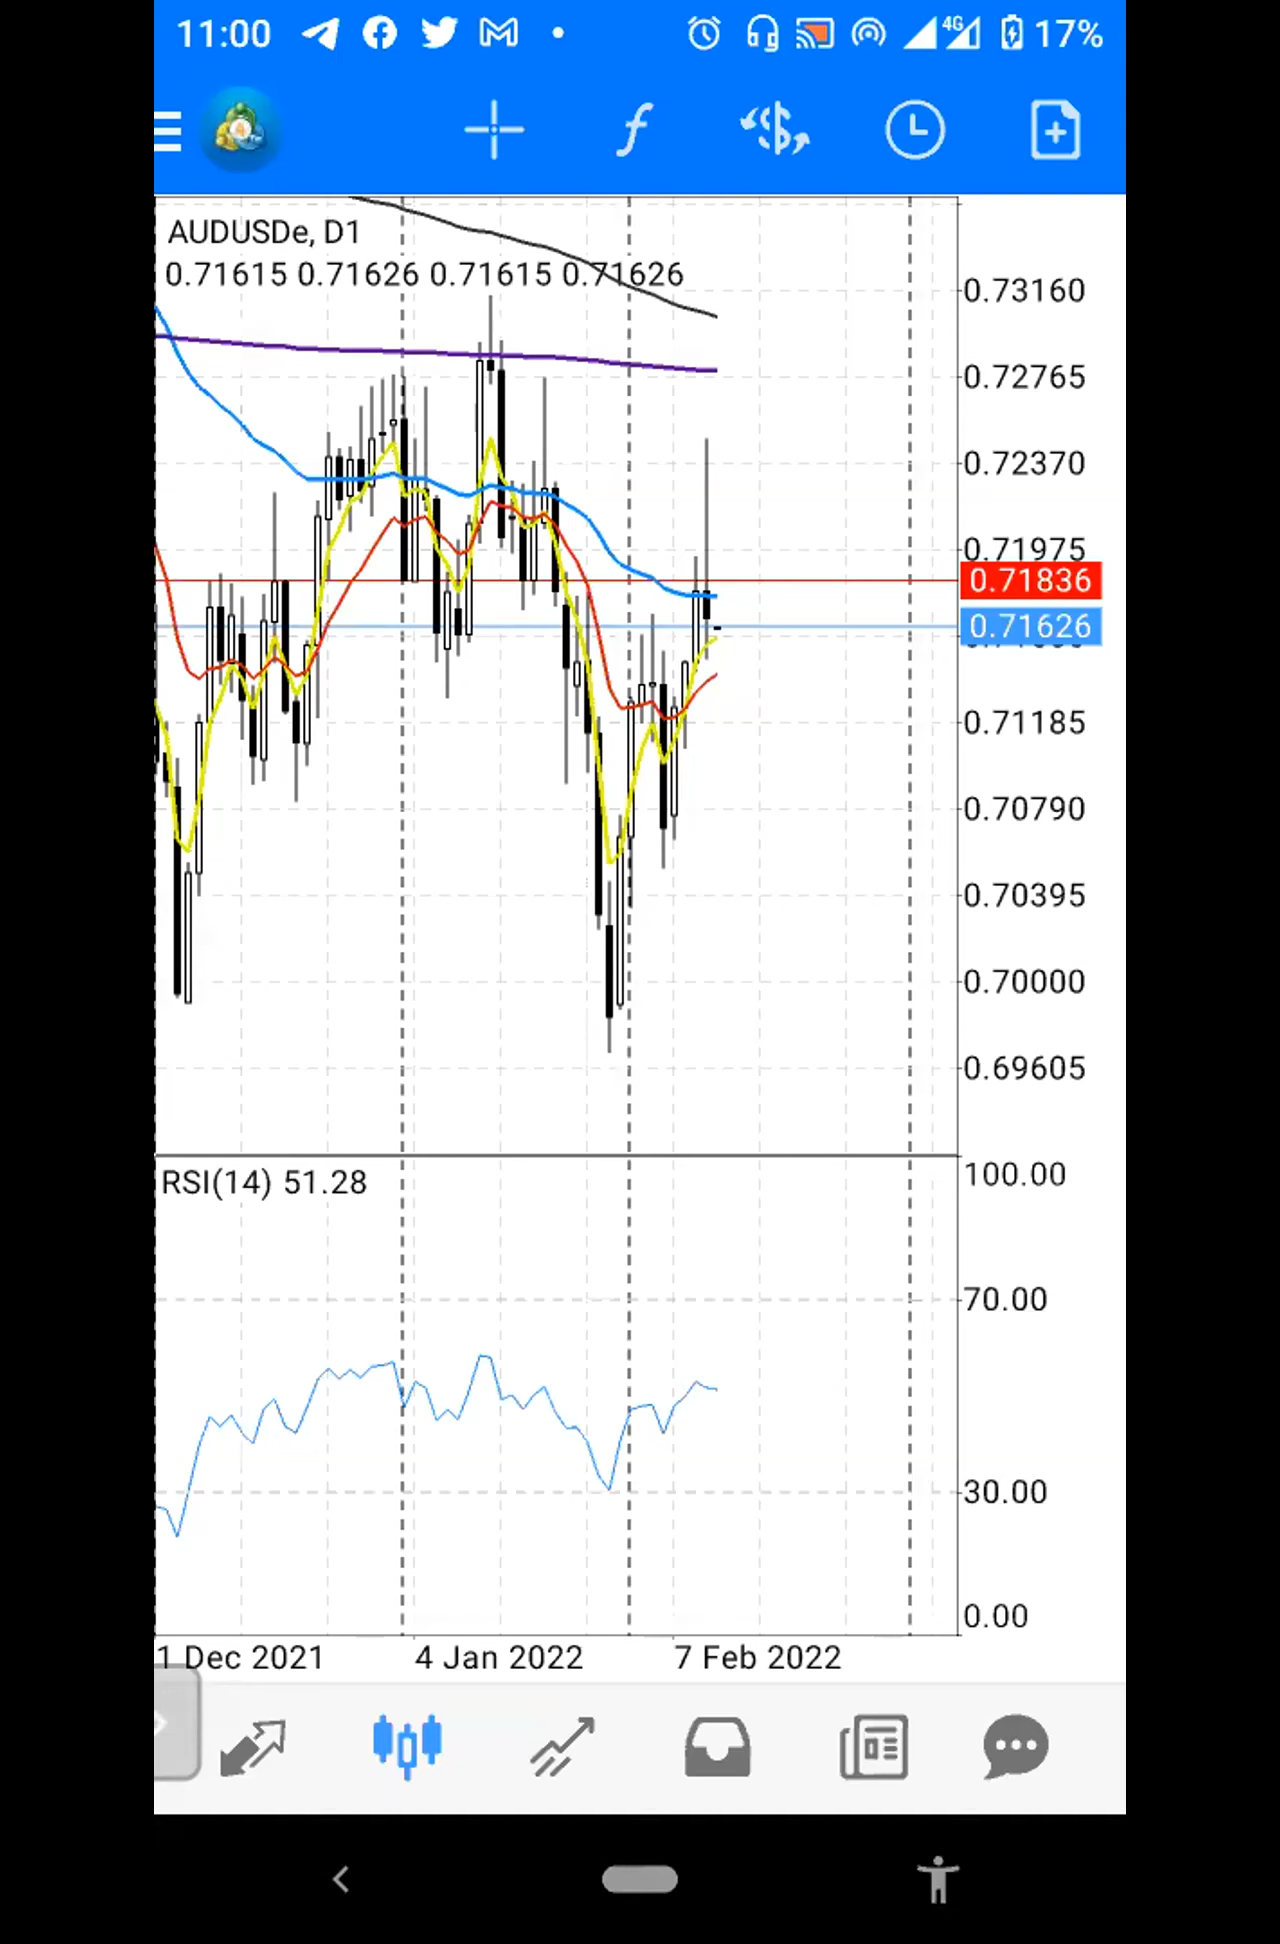 11:00
4G
17%
AUDUSDe, D1
0.71615 0.71626 0.71615 0.71626
0.73160
0.72765
0.72370
0.71975
0.71836
0.71626
0.71185
0.70790
0.70395
0.70000
0.69605
RSI(14) 51.28
100.00
70.00
30.00
0.00
1 Dec 2021
4 Jan 2022
7 Feb 2022